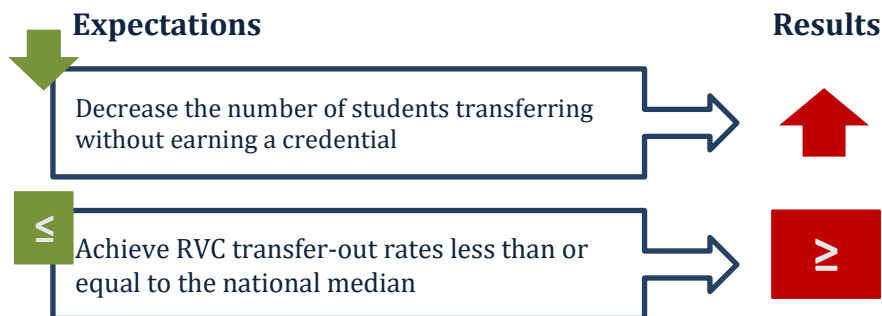 Expectations
Results
Decrease the number of students transferring
without earning a credential
≤
Achieve RVC transfer-out rates less than or
equal to the national median
≥